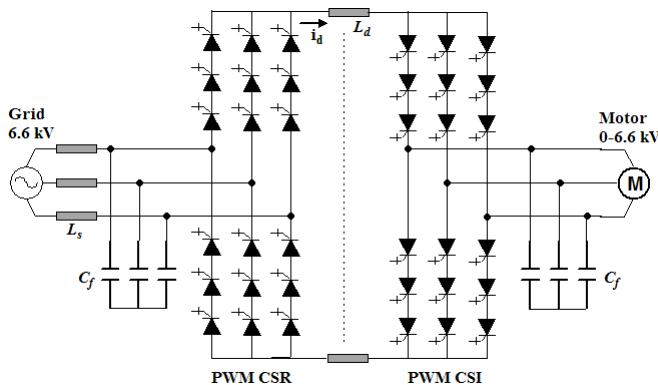 L_d
i_d
Grid
6.6 kV
Motor
0-6.6 kV
M
L_s
C_f
C_f
PWM CSR
PWM CSI